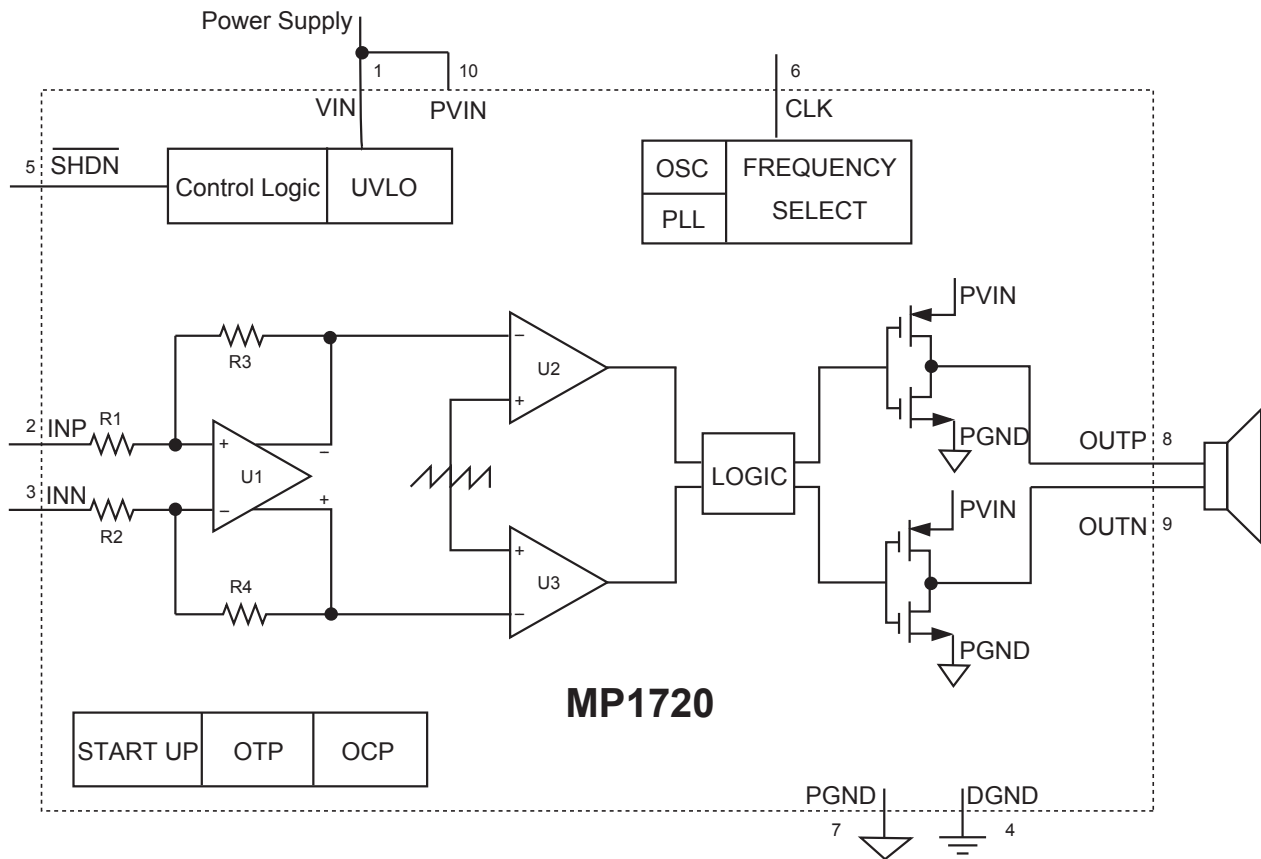 Power Supply
1
10
6
VIN
PVIN
CLK
5
SHDN
Control Logic
UVLO
OSC
PLL
FREQUENCY
SELECT
PVIN
R3
−
U2
+
2
INP
R1
+
−
U1
PGND
OUTP
8
LOGIC
3
INN
R2
−
+
PVIN
OUTN
9
+
U3
−
R4
PGND
MP1720
START UP
OTP
OCP
PGND
DGND
7
4